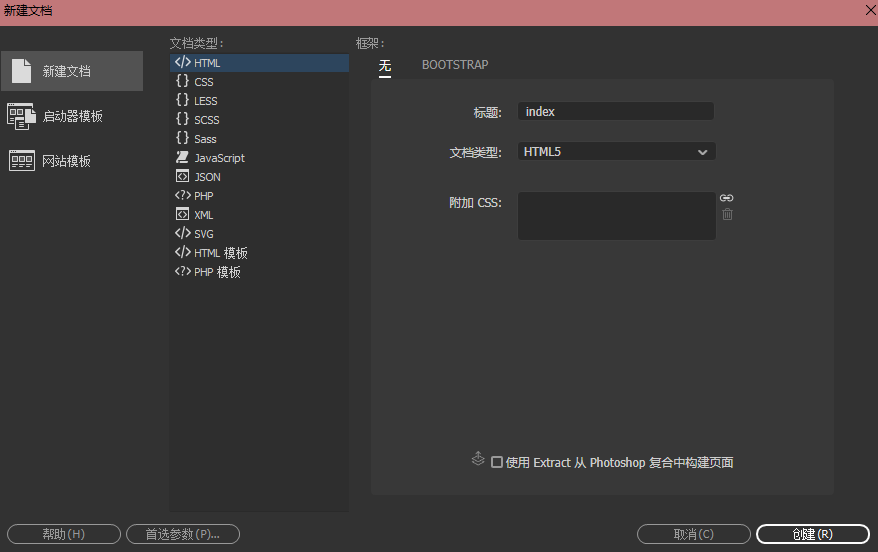 新建文档
新建文档
启动器模板
网站模板
文档类型:
HTML
CSS
LESS
SCSS
Sass
JavaScript
JSON
PHP
XML
SVG
HTML 模板
PHP 模板
框架:
无 BOOTSTRAP
标题: index
文档类型: HTML5
附加 CSS:
使用 Extract 从 Photoshop 复合中构建页面
帮助(H) 首选参数(P)... 取消(C) 创建(R)